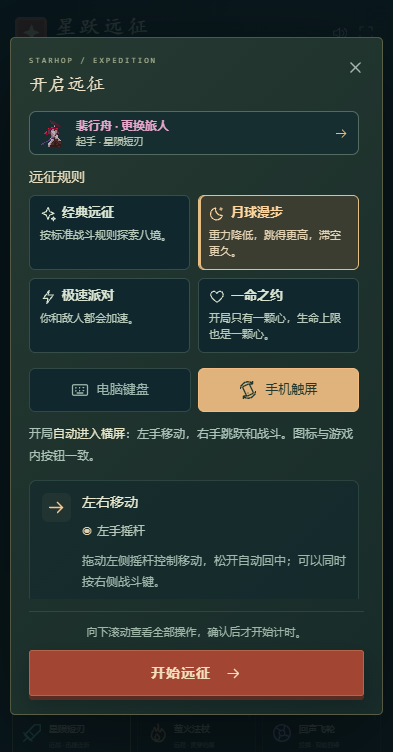 星跃远征
STARHOP / EXPEDITION
开启远征
裴行舟 · 更换旅人
起手 · 星陨短刃
远征规则
经典远征
按标准战斗规则探索八境。
月球漫步
重力降低，跳得更高，滞空
更久。
极速派对
你和敌人都会加速。
一命之约
开局只有一颗心，生命上限
也是一颗心。
电脑键盘
手机触屏
开局自动进入横屏：左手移动，右手跳跃和战斗。图标与游戏
内按钮一致。
左右移动
左手摇杆
拖动左侧摇杆控制移动，松开自动回中；可以同时
按右侧战斗键。
向下滚动查看全部操作，确认后才开始计时。
开始远征
星陨短刃